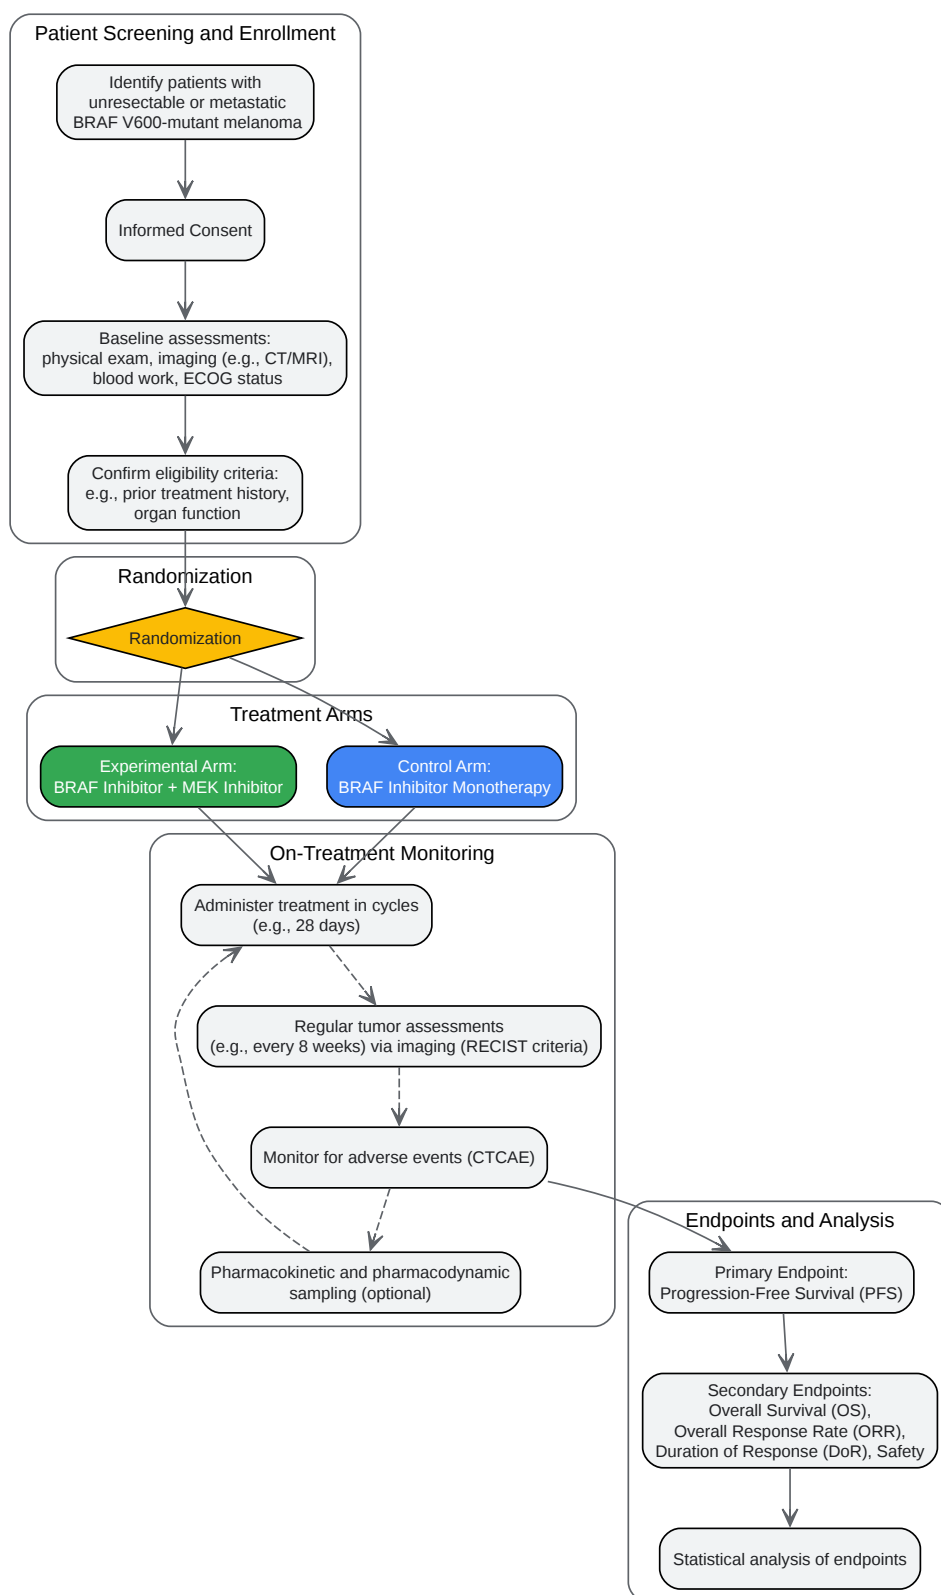 Patient Screening and Enrollment
Identify patients with
unresectable or metastatic
BRAF V600-mutant melanoma
Informed Consent
Baseline assessments:
physical exam, imaging (e.g., CT/MRI),
blood work, ECOG status
Confirm eligibility criteria:
e.g., prior treatment history,
organ function
Randomization
Randomization
Treatment Arms
Experimental Arm:
BRAF Inhibitor + MEK Inhibitor
Control Arm:
BRAF Inhibitor Monotherapy
On-Treatment Monitoring
Administer treatment in cycles
(e.g., 28 days)
Regular tumor assessments
(e.g., every 8 weeks) via imaging (RECIST criteria)
Monitor for adverse events (CTCAE)
Pharmacokinetic and pharmacodynamic
sampling (optional)
Endpoints and Analysis
Primary Endpoint:
Progression-Free Survival (PFS)
Secondary Endpoints:
Overall Survival (OS),
Overall Response Rate (ORR),
Duration of Response (DoR), Safety
Statistical analysis of endpoints